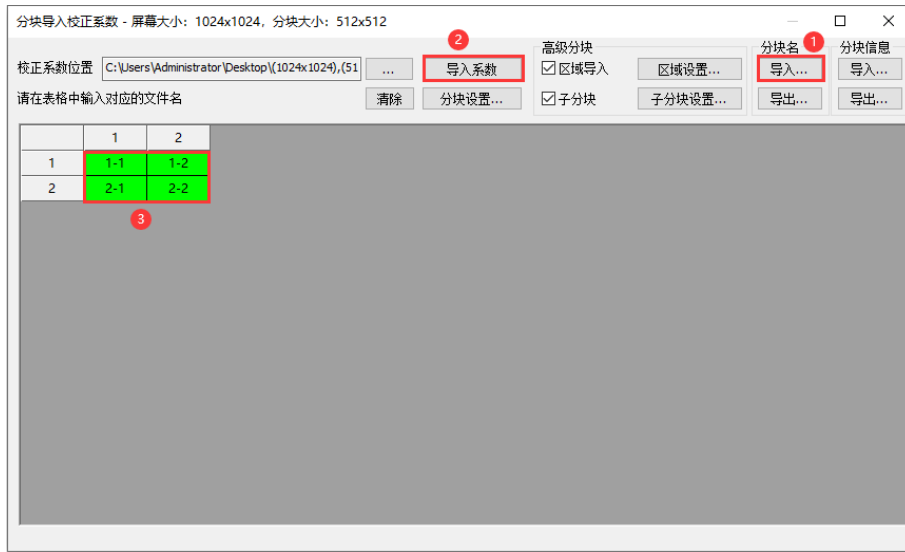 分块导入校正系数 - 屏幕大小：1024x1024，分块大小：512x512
2
高级分块
分块名 1 分块信息
校正系数位置 C:\Users\Administrator\Desktop\(1024x1024),(51 ... 导入系数 区域导入 区域设置... 导入... 导入...
请在表格中输入对应的文件名 清除 分块设置... 子分块 子分块设置... 导出... 导出...
1 2
1 1-1 1-2
2 2-1 2-2
3